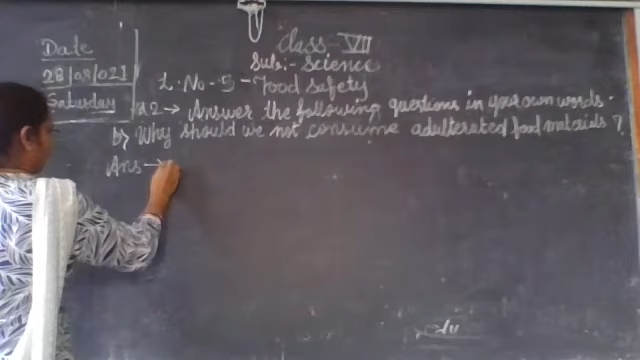 Date
28/08/021
Saturday
Class-VII
Sub:- Science
L. No-5 - Food Safety
2 → Answer the following questions in your own words.
b) Why should we not consume adulterated food materials?
Ans →